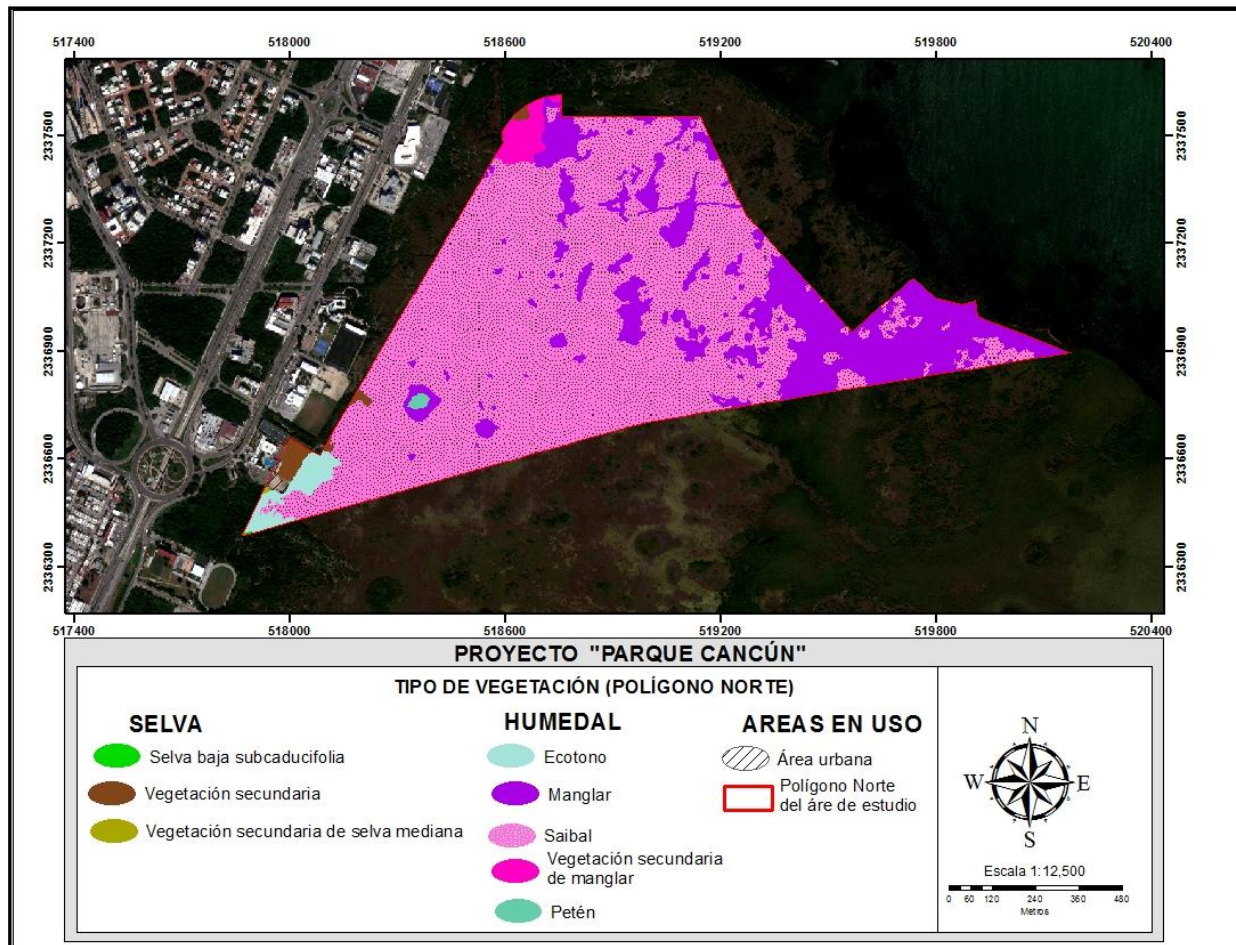 517400 518000 518600 519200 519800 520400
2337500 2337500
2337200 2337200
2336900 2336900
2336600 2336600
2336300 2336300
517400 518000 518600 519200 519800 520400
PROYECTO "PARQUE CANCÚN"
TIPO DE VEGETACIÓN (POLÍGONO NORTE)
SELVA
Selva baja subcaducifolia
Vegetación secundaria
Vegetación secundaria de selva mediana
HUMEDAL
Ecotono
Manglar
Saibal
Vegetación secundaria
de manglar
Petén
AREAS EN USO
Área urbana
Polígono Norte
del áre de estudio
N
W E
S
Escala 1:12,500
0 60 120 240 360 480
Metros